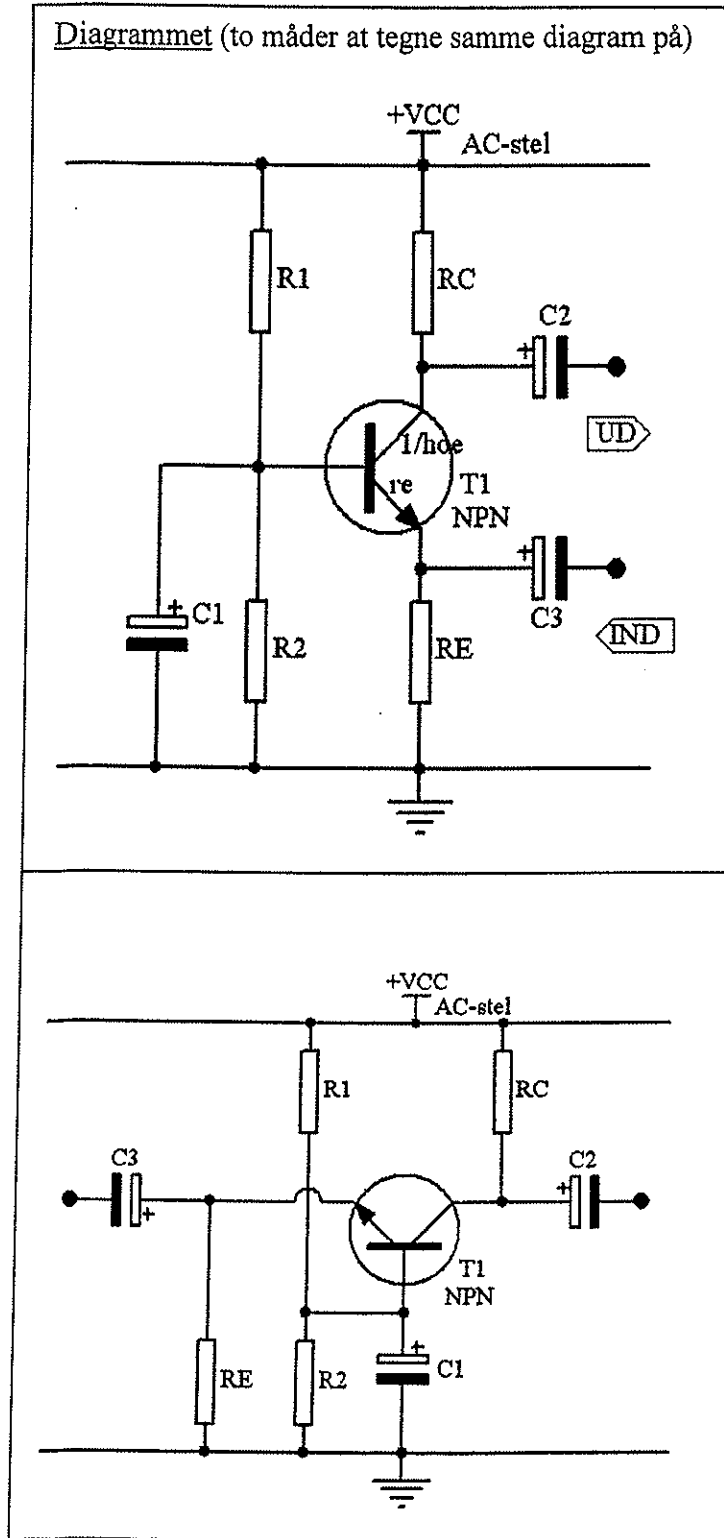 Diagrammet (to måder at tegne samme diagram på)
+VCC
AC-stel
R1
RC
C2
+
1/hoe
UD
re
T1
NPN
+
+
C1
C3
R2
RE
IND
+VCC
AC-stel
R1
RC
C3
C2
+
+
T1
NPN
+
RE
R2
C1